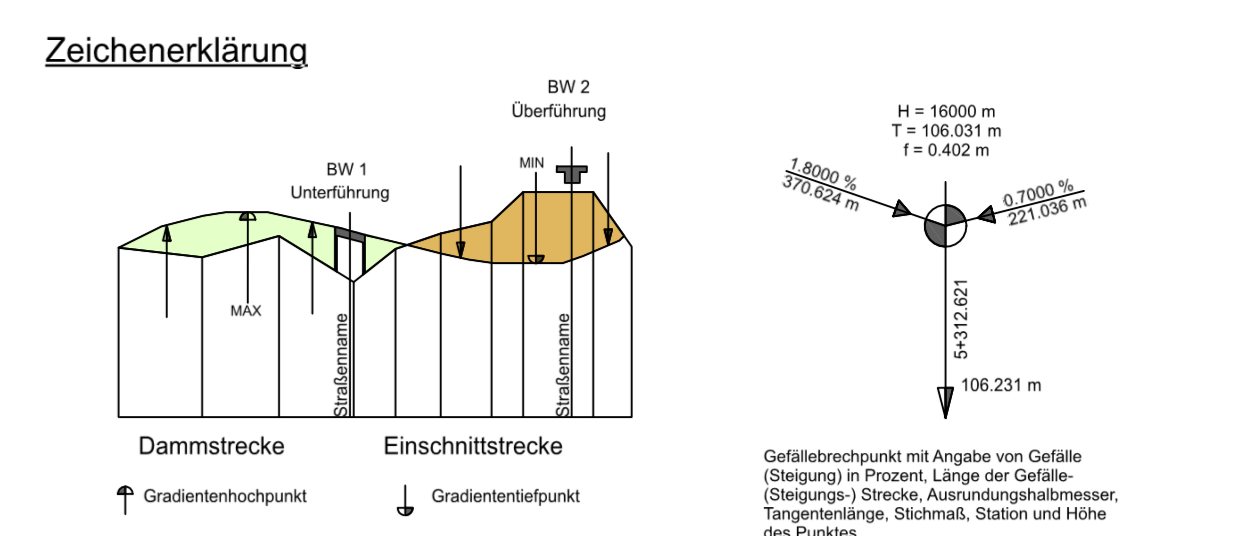 Zeichenerklärung
BW 2
Überführung
MIN
BW 1
Unterführung
MAX
Straßenname
Straßenname
Dammstrecke
Einschnittstrecke
Gradientenhochpunkt
Gradiententiefpunkt
H = 16000 m
T = 106.031 m
f = 0.402 m
1.8000 %
370.624 m
0.7000 %
221.036 m
5+312.621
106.231 m
Gefällebrechpunkt mit Angabe von Gefälle
(Steigung) in Prozent, Länge der Gefälle-
(Steigungs-) Strecke, Ausrundungshalbmesser,
Tangentenlänge, Stichmaß, Station und Höhe
des Punktes